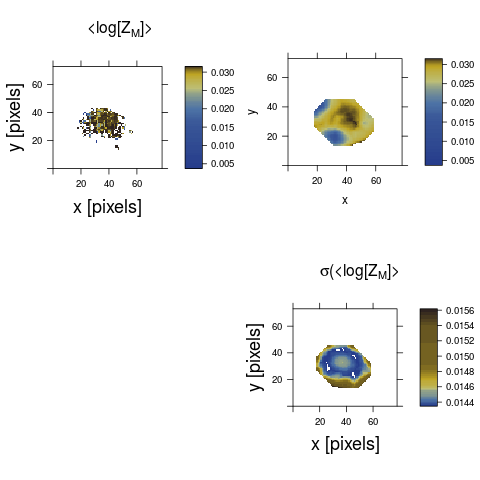 <log[Z_M]>
60
40
20
20 40 60
y [pixels]
x [pixels]
0.030
0.025
0.020
0.015
0.010
0.005
60
40
20
20 40 60
y
x
0.030
0.025
0.020
0.015
0.010
0.005
σ(<log[Z_M]>
60
40
20
20 40 60
y [pixels]
x [pixels]
0.0156
0.0154
0.0152
0.0150
0.0148
0.0146
0.0144